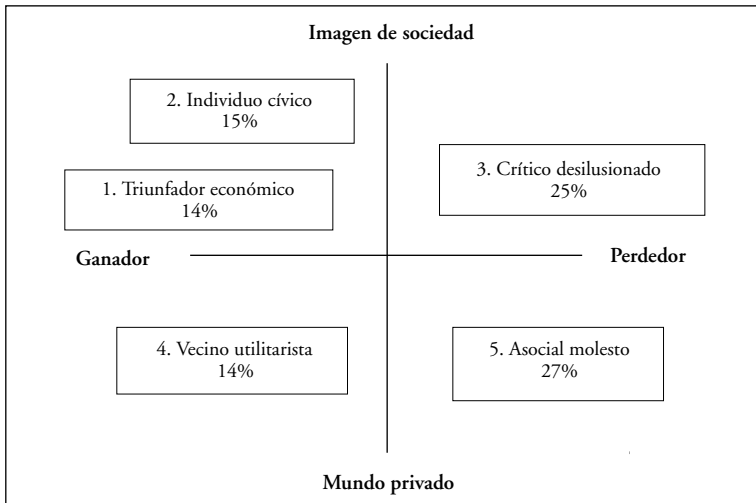 Imagen de sociedad
2. Individuo cívico
15%
3. Crítico desilusionado
25%
1. Triunfador económico
14%
Ganador
Perdedor
4. Vecino utilitarista
14%
5. Asocial molesto
27%
Mundo privado